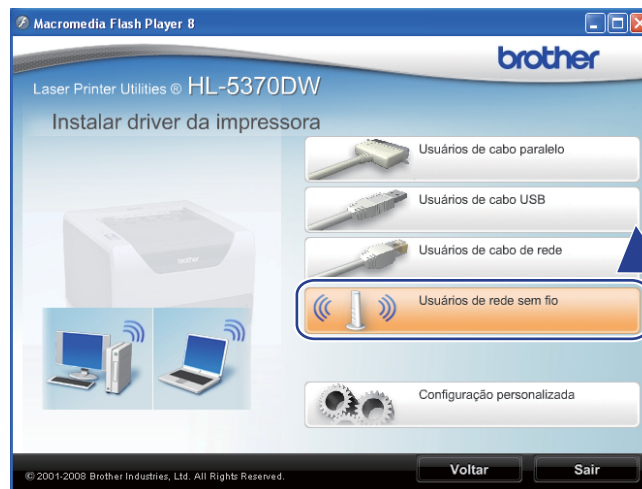 Macromedia Flash Player 8
brother
Laser Printer Utilities ® HL-5370DW
Instalar driver da impressora
Usuários de cabo paralelo
Usuários de cabo USB
Usuários de cabo de rede
Usuários de rede sem fio
Configuração personalizada
brother
© 2001-2008 Brother Industries, Ltd. All Rights Reserved.
Voltar
Sair